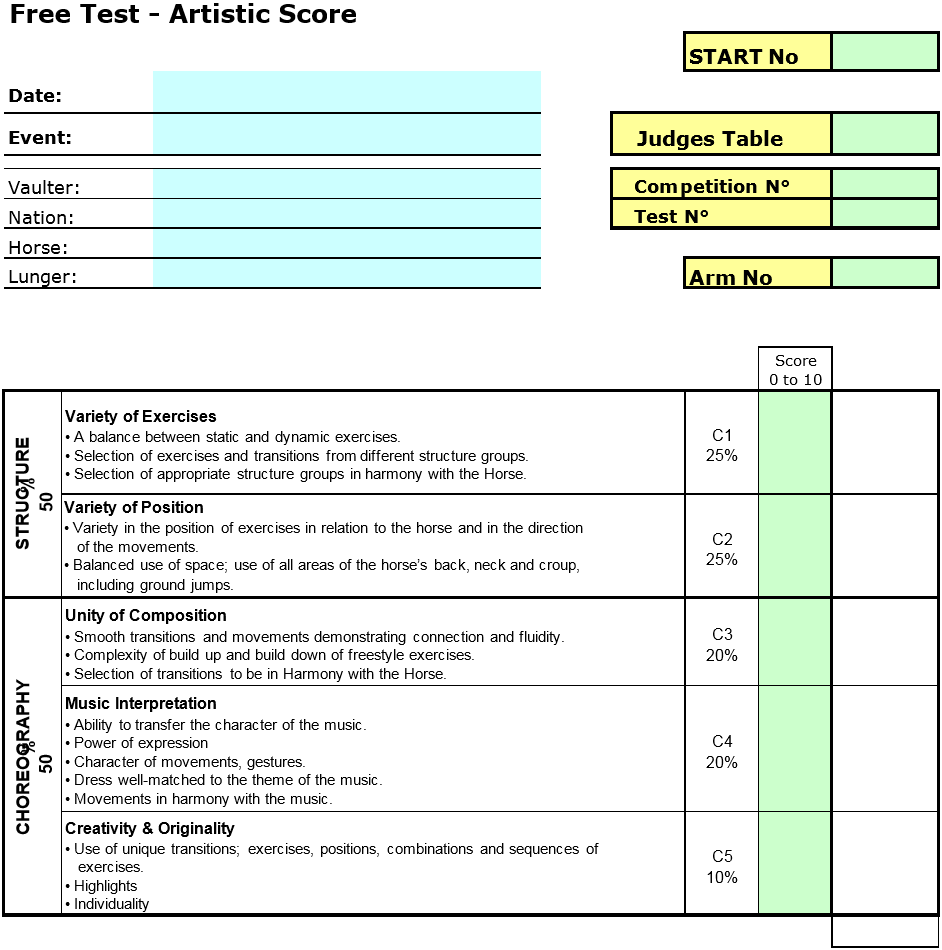 Free Test - Artistic Score
START No
Date:
Event:
Judges Table
Vaulter:
Competition N°
Nation:
Test N°
Horse:
Lunger:
Arm No
Score
0 to 10
STRUCTURE
%
50
Variety of Exercises
• A balance between static and dynamic exercises.
• Selection of exercises and transitions from different structure groups.
• Selection of appropriate structure groups in harmony with the Horse.
C1
25%
Variety of Position
• Variety in the position of exercises in relation to the horse and in the direction
of the movements.
• Balanced use of space; use of all areas of the horse's back, neck and croup,
including ground jumps.
C2
25%
CHOREOGRAPHY
%
50
Unity of Composition
• Smooth transitions and movements demonstrating connection and fluidity.
• Complexity of build up and build down of freestyle exercises.
• Selection of transitions to be in Harmony with the Horse.
C3
20%
Music Interpretation
• Ability to transfer the character of the music.
• Power of expression
• Character of movements, gestures.
• Dress well-matched to the theme of the music.
• Movements in harmony with the music.
C4
20%
Creativity & Originality
• Use of unique transitions; exercises, positions, combinations and sequences of
exercises.
• Highlights
• Individuality
C5
10%